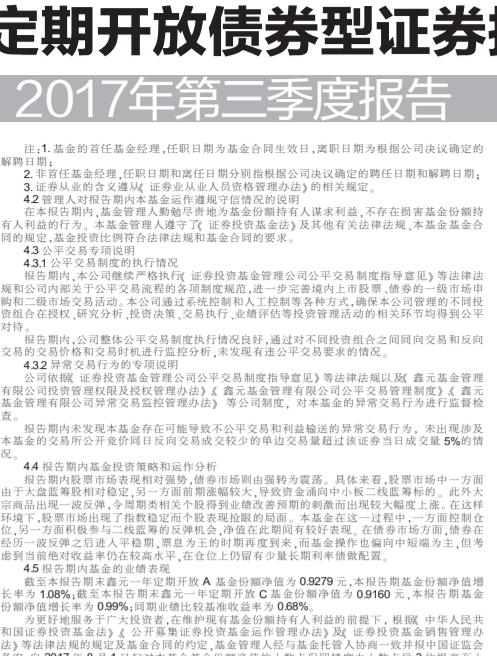 定期开放债券型证券
2017年第三季度报告
注:1.基金的首任基金经理,任职日期为基金合同生效日,离职日期为根据公司决议确定的
解聘日期;
2.非首任基金经理,任职日期和离任日期分别指根据公司决议确定的聘任日期和解聘日期;
3.证券从业的含义遵从《证券业从业人员资格管理办法》的相关规定。
4.2 管理人对报告期内本基金运作遵规守信情况的说明
在本报告期内,基金管理人勤勉尽责地为基金份额持有人谋求利益,不存在损害基金份额持
有人利益的行为。本基金管理人遵守了《证券投资基金法》及其他有关法律法规、本基金基金合
同的规定,基金投资比例符合法律法规和基金合同的要求。
4.3 公平交易专项说明
4.3.1 公平交易制度的执行情况
报告期内,本公司继续严格执行《证券投资基金管理公司公平交易制度指导意见》等法律法
规和公司内部关于公平交易流程的各项制度规范,进一步完善境内上市股票、债券的一级市场申
购和二级市场交易活动。本公司通过系统控制和人工控制等各种方式,确保本公司管理的不同投
资组合在授权、研究分析、投资决策、交易执行、业绩评估等投资管理活动的相关环节均得到公平
对待。
报告期内,公司整体公平交易制度执行情况良好,通过对不同投资组合之间同向交易和反向
交易的交易价格和交易时机进行监控分析,未发现有违公平交易要求的情况。
4.3.2 异常交易行为的专项说明
公司依据《证券投资基金管理公司公平交易制度指导意见》等法律法规以及《鑫元基金管理
有限公司投资管理权限及授权管理办法》、《鑫元基金管理有限公司公平交易管理制度》、《鑫元
基金管理有限公司异常交易监控管理办法》等公司制度,对本基金的异常交易行为进行监督检
查。
报告期内未发现本基金存在可能导致不公平交易和利益输送的异常交易行为,未出现涉及
本基金的交易所公开竞价同日反向交易成交较少的单边交易量超过该证券当日成交量5%的情
况。
4.4 报告期内基金投资策略和运作分析
报告期内股票市场表现相对强势,债券市场则由强转为震荡。具体来看,股票市场中一方面
由于大盘蓝筹股相对稳定,另一方面前期涨幅较大,导致资金涌向中小板二线蓝筹标的。此外大
宗商品出现一波反弹,令周期类相关个股得到业绩改善预期的刺激而出现较大幅度上涨。在这样
环境下,股票市场出现了指数稳定而个股表现抢眼的局面。本基金在这一过程中,一方面控制仓
位,另一方面积极参与二线蓝筹的反弹机会,净值在此期间有较好表现。在债券市场方面,债券在
经历一波反弹之后进入平稳期,票息为王的时期再度到来,而基金操作也偏向中短端为主,但考
虑到当前绝对收益率仍在较高水平,在仓位上仍留有少量长期利率债做配置。
4.5 报告期内基金的业绩表现
截至本报告期末鑫元一年定期开放 A 基金份额净值为 0.9279 元,本报告期基金份额净值增
长率为 1.08%;截至本报告期末鑫元一年定期开放 C 基金份额净值为 0.9160 元,本报告期基金
份额净值增长率为 0.99%;同期业绩比较基准收益率为 0.68%。
为更好地服务于广大投资者,在维护现有基金份额持有人利益的前提下,根据《中华人民共
和国证券投资基金法》、《公开募集证券投资基金运作管理办法》及《证券投资基金销售管理办
法》等法律法规的规定及基金合同的约定,基金管理人经与基金托管人协商一致并报中国证监会